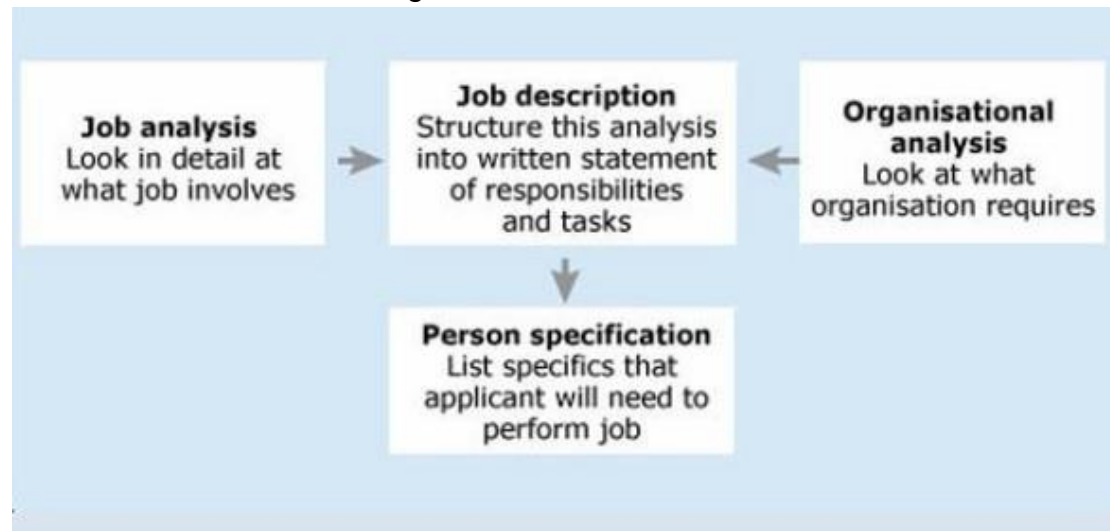 Job analysis
Look in detail at
what job involves
Job description
Structure this analysis
into written statement
of responsibilities
and tasks
Organisational
analysis
Look at what
organisation requires
Person specification
List specifics that
applicant will need to
perform job